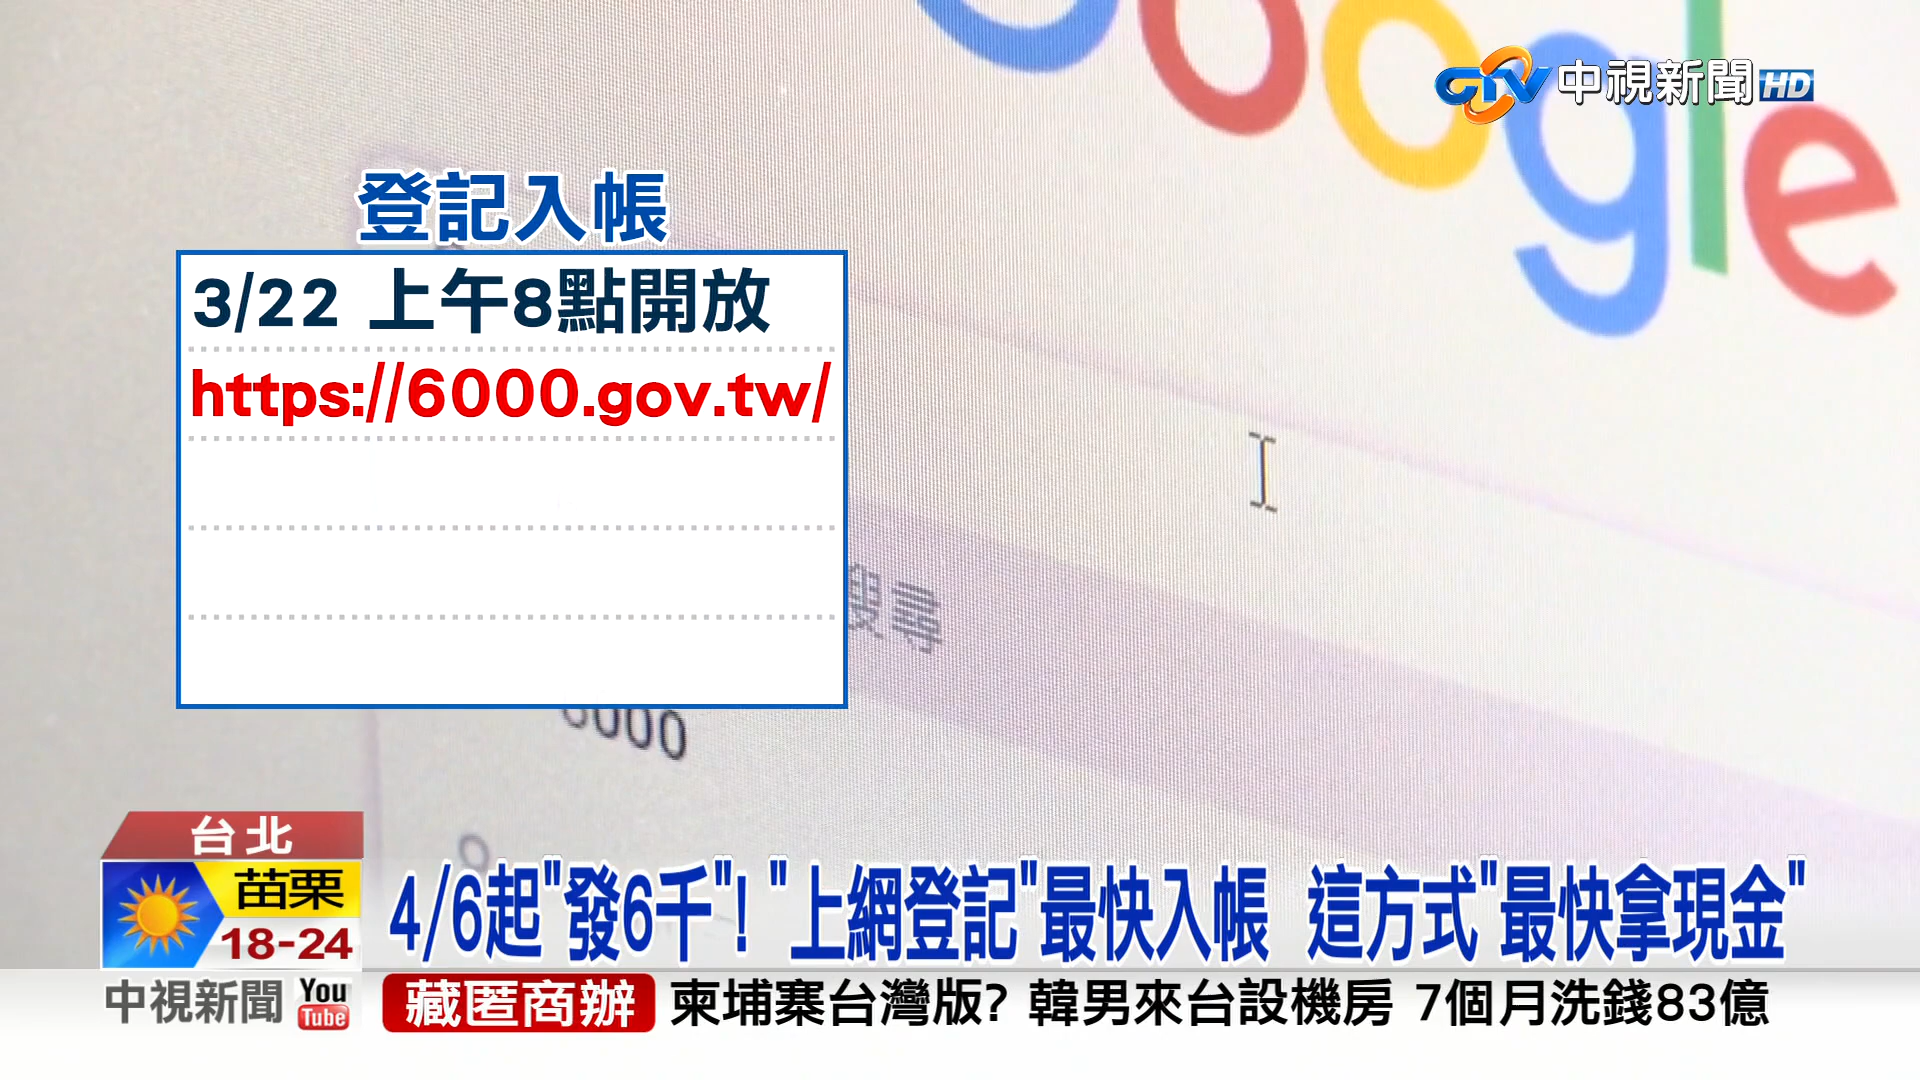 Google
CTV 中視新聞 HD
登記入帳
3/22 上午8點開放
https://6000.gov.tw/
搜尋
6000
台北
苗栗
18-24
4/6起"發6千"! "上網登記"最快入帳 這方式"最快拿現金"
中視新聞 YouTube
藏匿商辦 柬埔寨台灣版? 韓男來台設機房 7個月洗錢83億